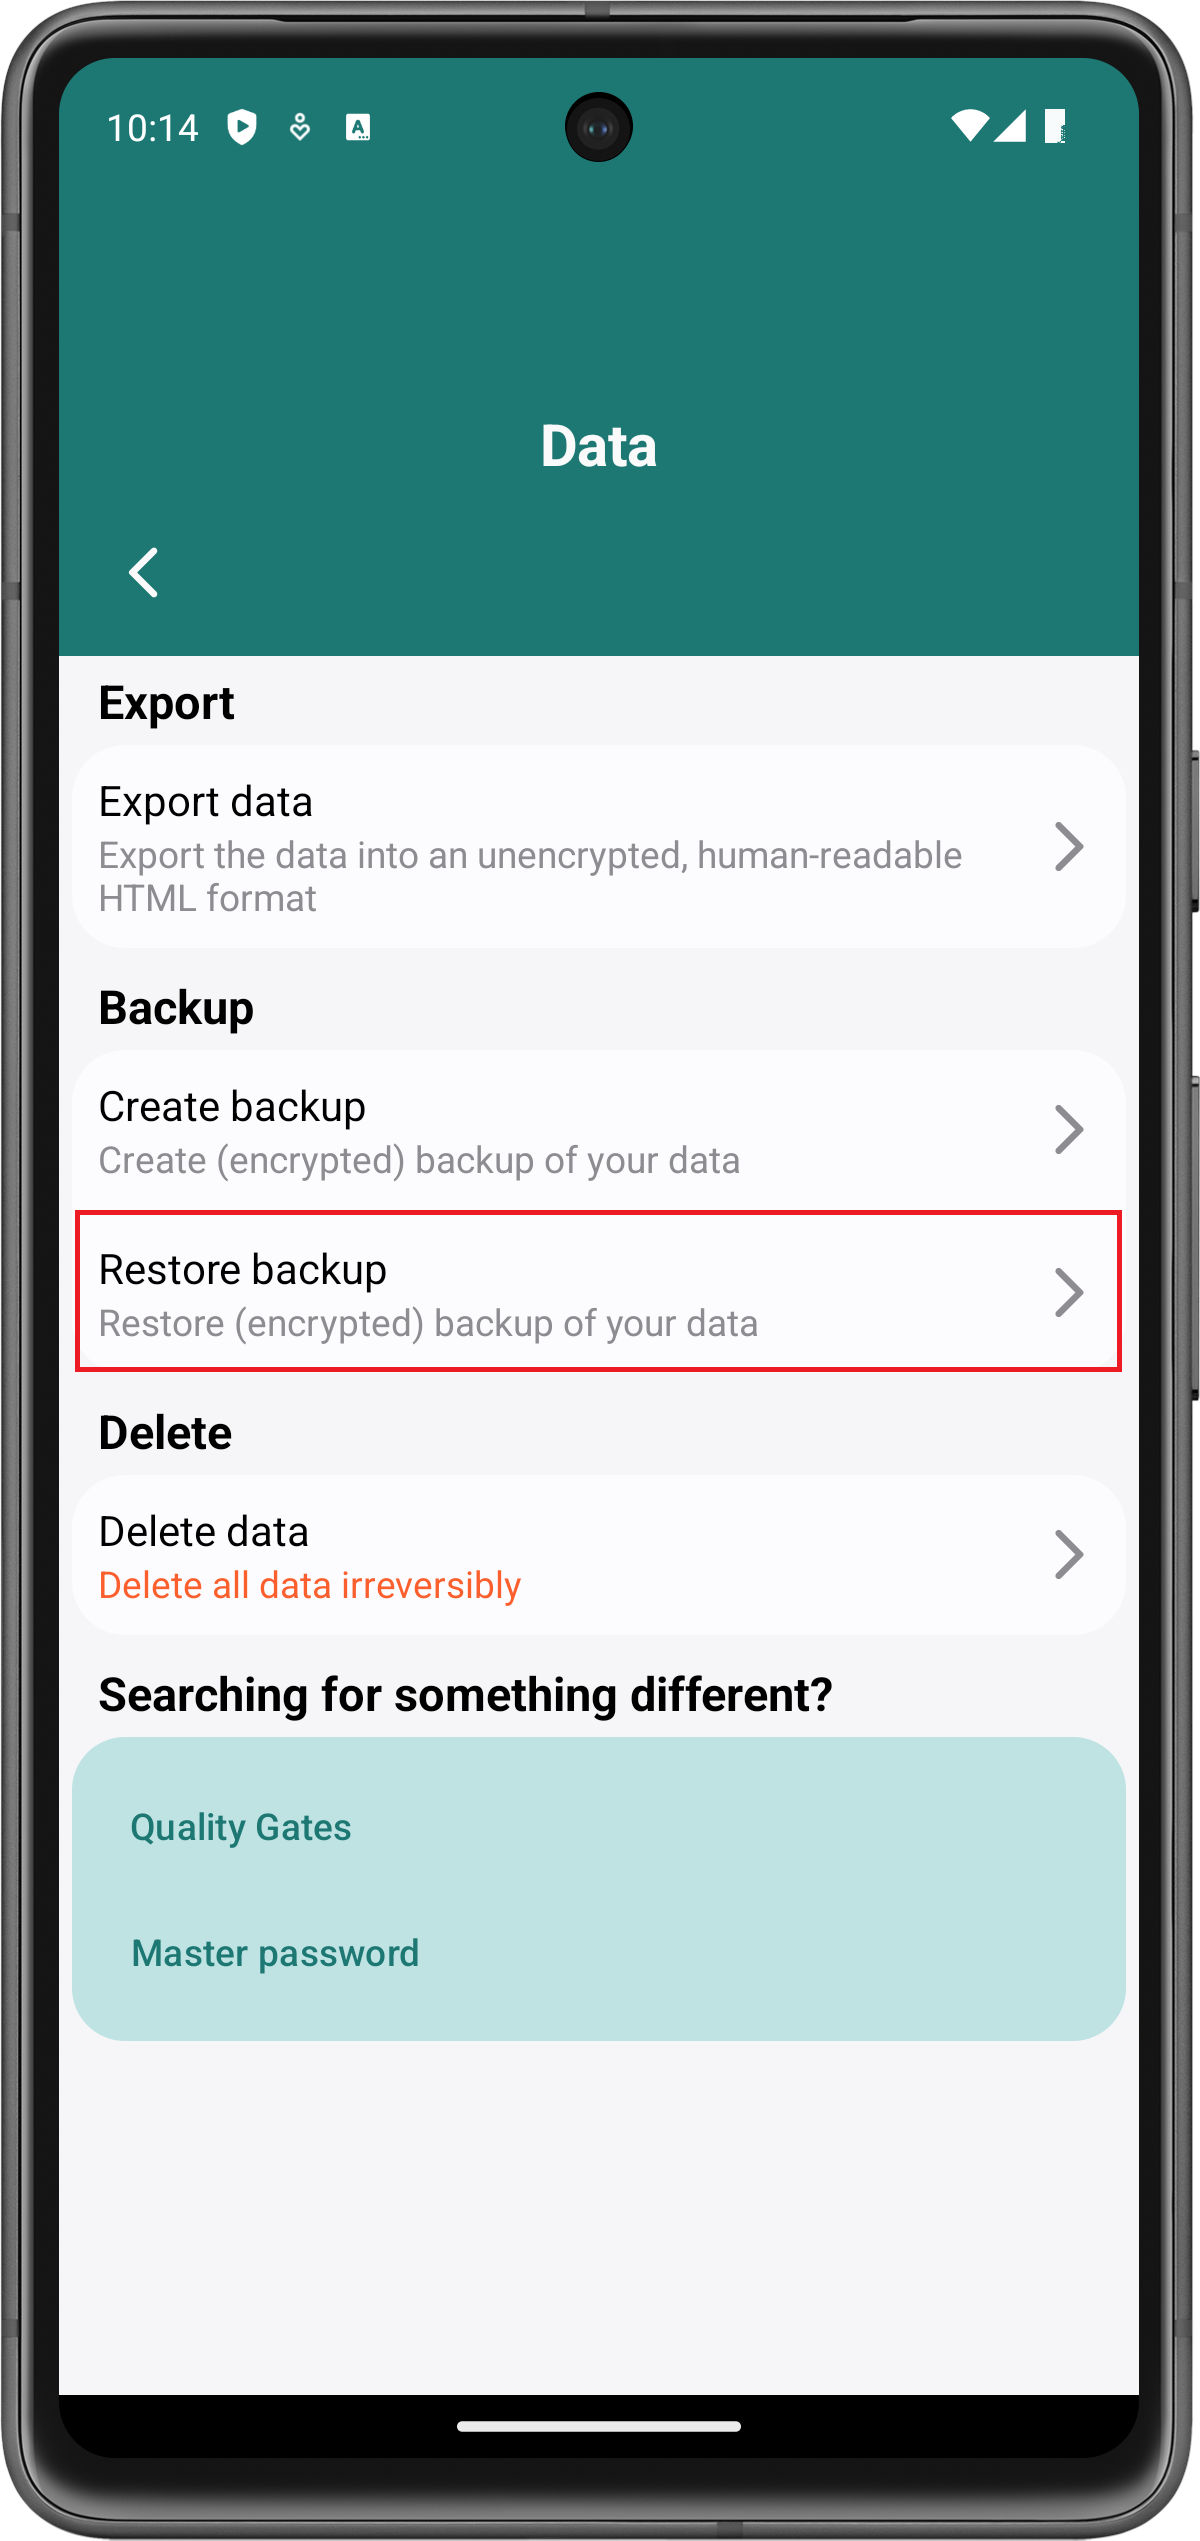 10:14
Data
Export
Export data
Export the data into an unencrypted, human-readable
HTML format
Backup
Create backup
Create (encrypted) backup of your data
Restore backup
Restore (encrypted) backup of your data
Delete
Delete data
Delete all data irreversibly
Searching for something different?
Quality Gates
Master password